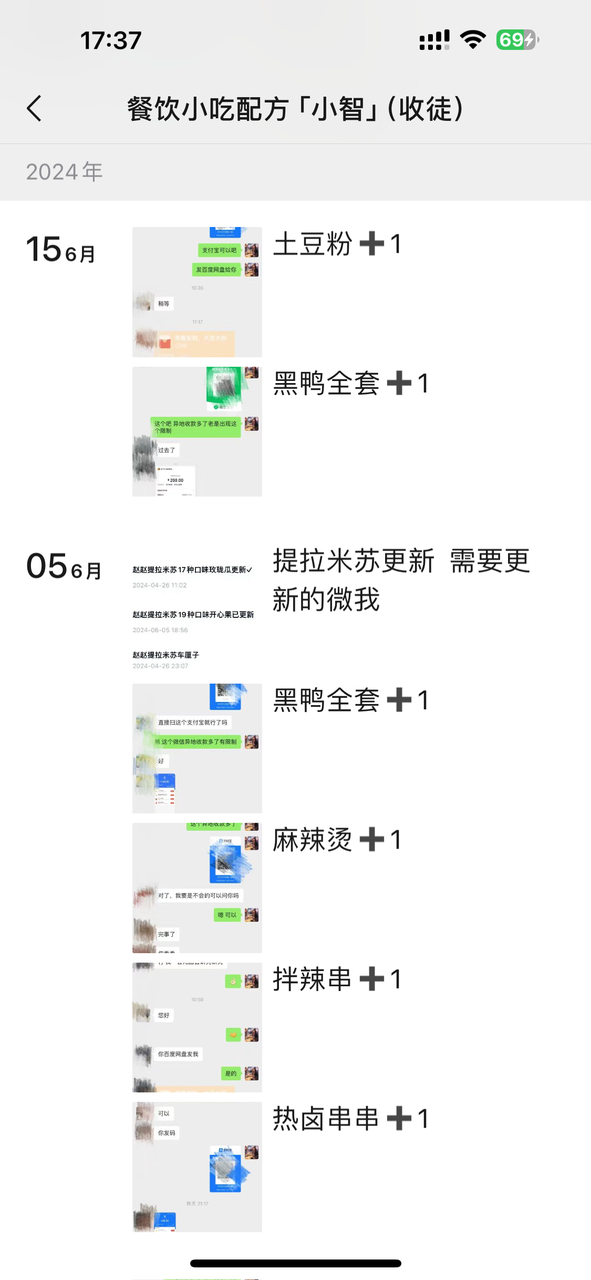 17:37
69
餐饮小吃配方「小智」(收徒)
2024年
15 6月
支付宝可以吧
发百度网盘给你
稍等
土豆粉➕1
这个吧 异地收款多了老是出现这
个限制
过去了
黑鸭全套➕1
05 6月
赵赵提拉米苏17种口味玫珑瓜更新✓
2024-04-26 11:02
赵赵提拉米苏19种口味开心果已更新
2024-06-05 18:56
赵赵提拉米苏车厘子
2024-04-26 23:07
提拉米苏更新 需要更
新的微我
直接扫这个支付宝就行了吗
这个微信异地收款多了有限制
好
黑鸭全套➕1
这个异地收款多了
对了，我要是不会的可以问你吗
嗯 可以
完事了
麻辣烫➕1
您好
你百度网盘发我
是的
拌辣串➕1
可以
你发码
热卤串串➕1